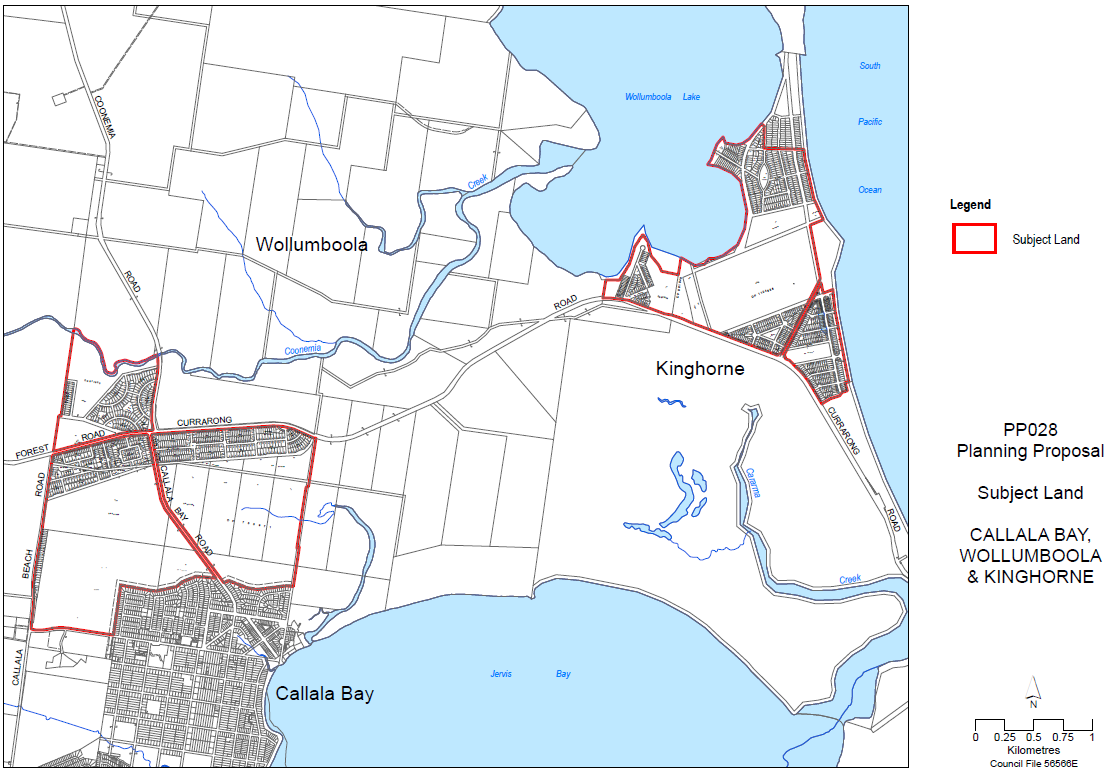 South
Pacific
Ocean
Wollumboola Lake
COONEMIA
ROAD
Creek
Wollumboola
ROAD
Coonemia
Kinghorne
CURRARONG
FOREST ROAD
CURRARONG
ROAD
CALLALA BAY ROAD
BEACH
ROAD
CALLALA
Cararma
Creek
Jervis Bay
Callala Bay
Legend
Subject Land
PP028
Planning Proposal
Subject Land
CALLALA BAY,
WOLLUMBOOLA
& KINGHORNE
N
0 0.25 0.5 0.75 1
Kilometres
Council File 56566E